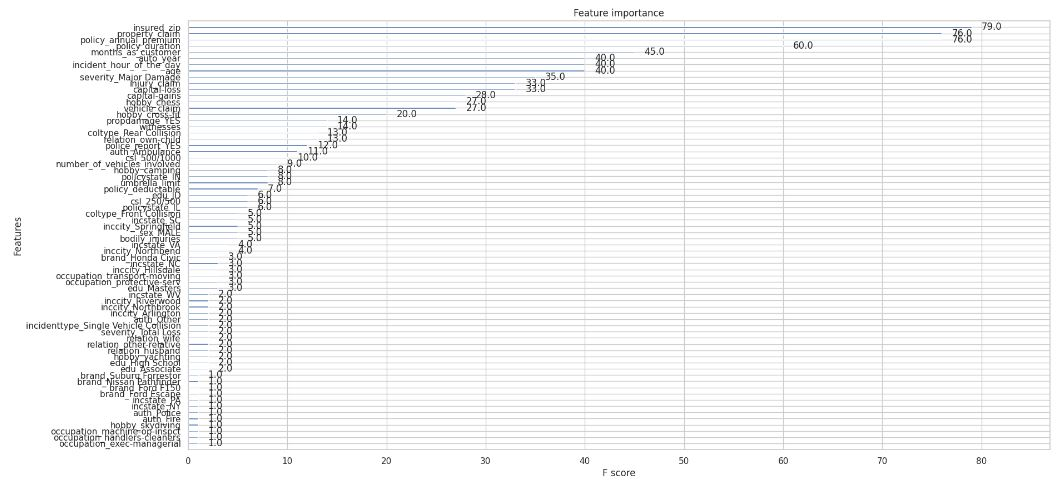 Feature importance
insured_zip 79.0
property_claim 76.0
policy_annual_premium 76.0
policy_duration 60.0
months_as_customer 45.0
auto_year 40.0
incident_hour_of_the_day 40.0
age 40.0
severity_Major Damage 35.0
injury_claim 33.0
capital-loss 33.0
capital-gains 28.0
hobby_chess 27.0
vehicle_claim 27.0
hobby_cross-fit 20.0
propdamage_YES 14.0
witnesses 14.0
coltype_Rear Collision 13.0
relation_own-child 13.0
police_report_YES 12.0
auth_Ambulance 11.0
csl_500/1000 10.0
number_of_vehicles_involved 9.0
hobby_camping 8.0
policystate_IN 8.0
umbrella_limit 8.0
policy_deductable 7.0
edu_JD 6.0
csl_250/500 6.0
policystate_IL 6.0
coltype_Front Collision 5.0
incstate_SC 5.0
inccity_Springfield 5.0
sex_MALE 5.0
bodily_injuries 5.0
incstate_VA 4.0
inccity_Northbend 4.0
brand_Honda Civic 3.0
incstate_NC 3.0
inccity_Hillsdale 3.0
occupation_transport-moving 3.0
occupation_protective-serv 3.0
edu_Masters 3.0
incstate_WV 2.0
inccity_Riverwood 2.0
inccity_Northbrook 2.0
inccity_Arlington 2.0
auth_Other 2.0
incidenttype_Single Vehicle Collision 2.0
severity_Total Loss 2.0
relation_wife 2.0
relation_other-relative 2.0
relation_husband 2.0
hobby_yachting 2.0
edu_High School 2.0
edu_Associate 2.0
brand_Suburu Forrestor 1.0
brand_Nissan Pathfinder 1.0
brand_Ford F150 1.0
brand_Ford Escape 1.0
incstate_PA 1.0
incstate_NY 1.0
auth_Police 1.0
auth_Fire 1.0
hobby_skydiving 1.0
occupation_machine-op-inspct 1.0
occupation_handlers-cleaners 1.0
occupation_exec-managerial 1.0
Features
0 10 20 30 40 50 60 70 80
F score